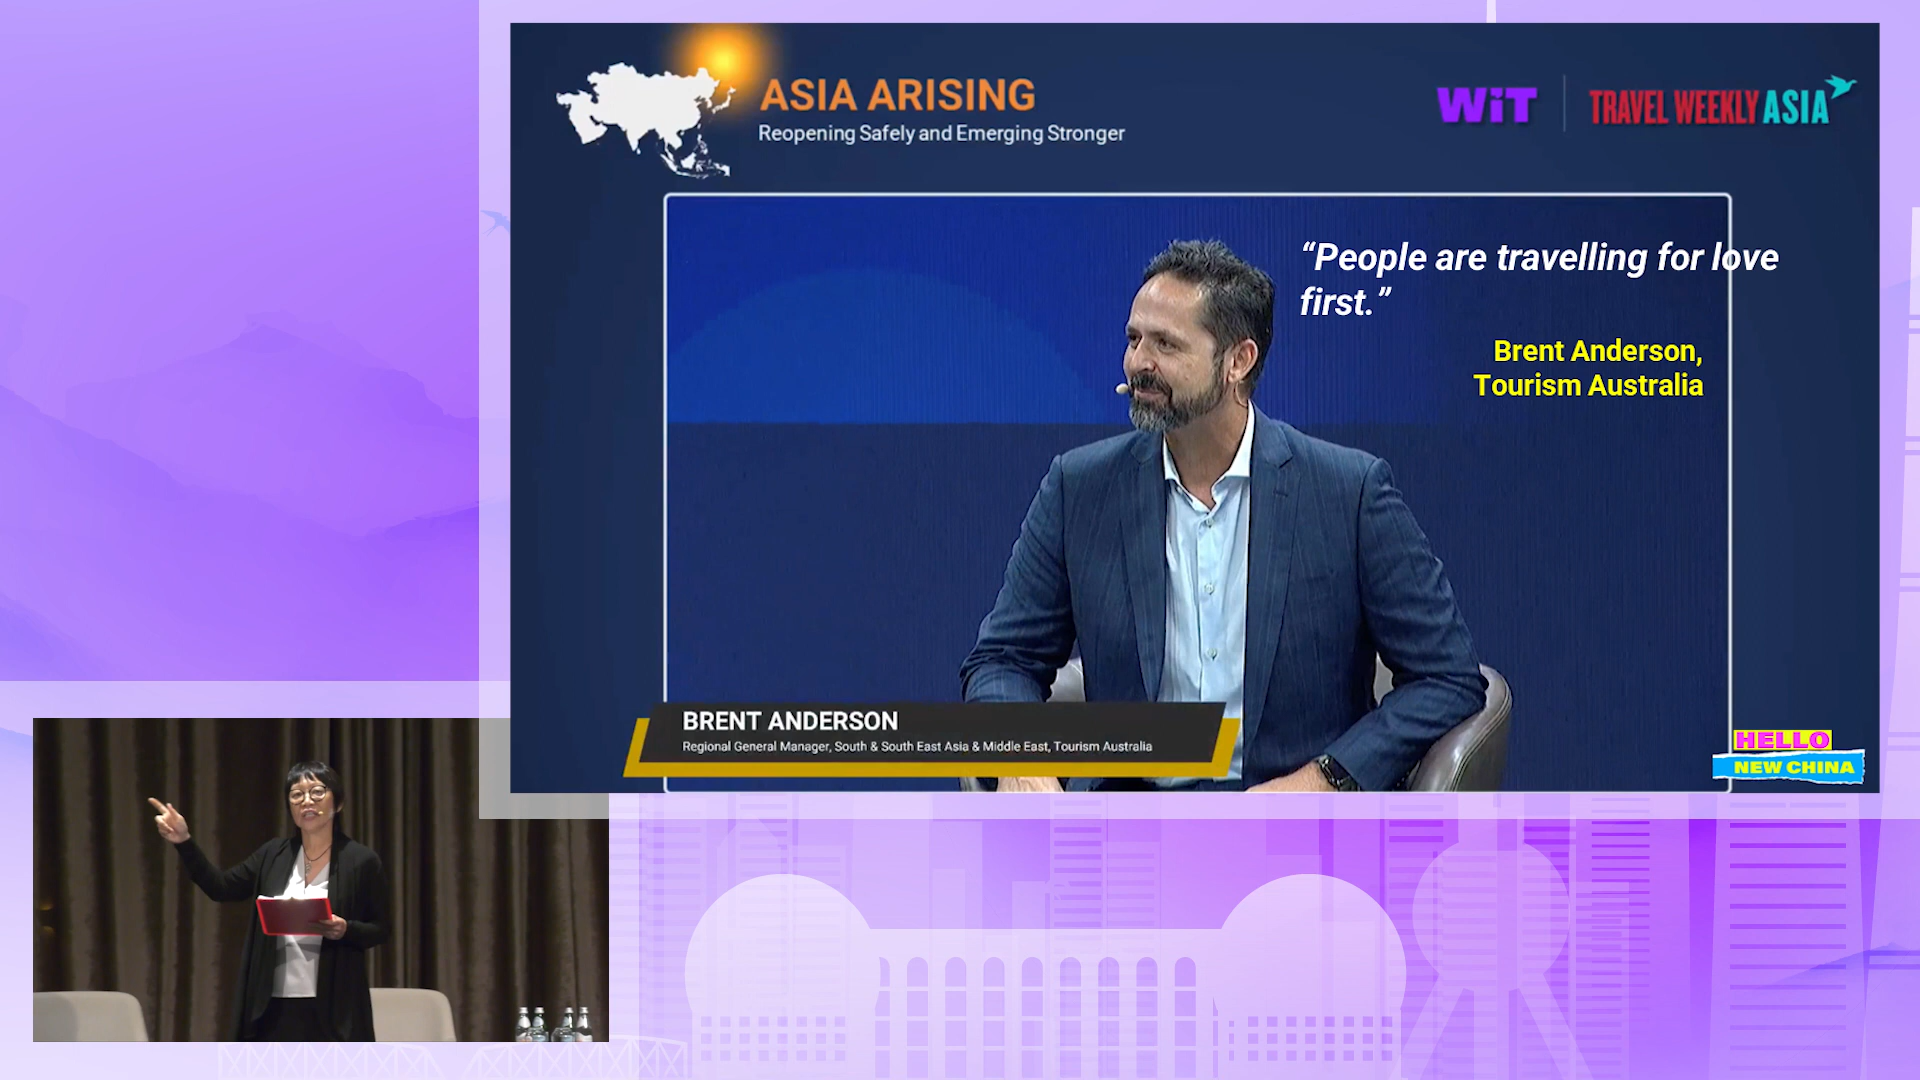 ASIA ARISING
Reopening Safely and Emerging Stronger
WiT
TRAVEL WEEKLY ASIA
“People are travelling for love
first.”
Brent Anderson,
Tourism Australia
BRENT ANDERSON
Regional General Manager, South & South East Asia & Middle East, Tourism Australia
HELLO
NEW CHINA